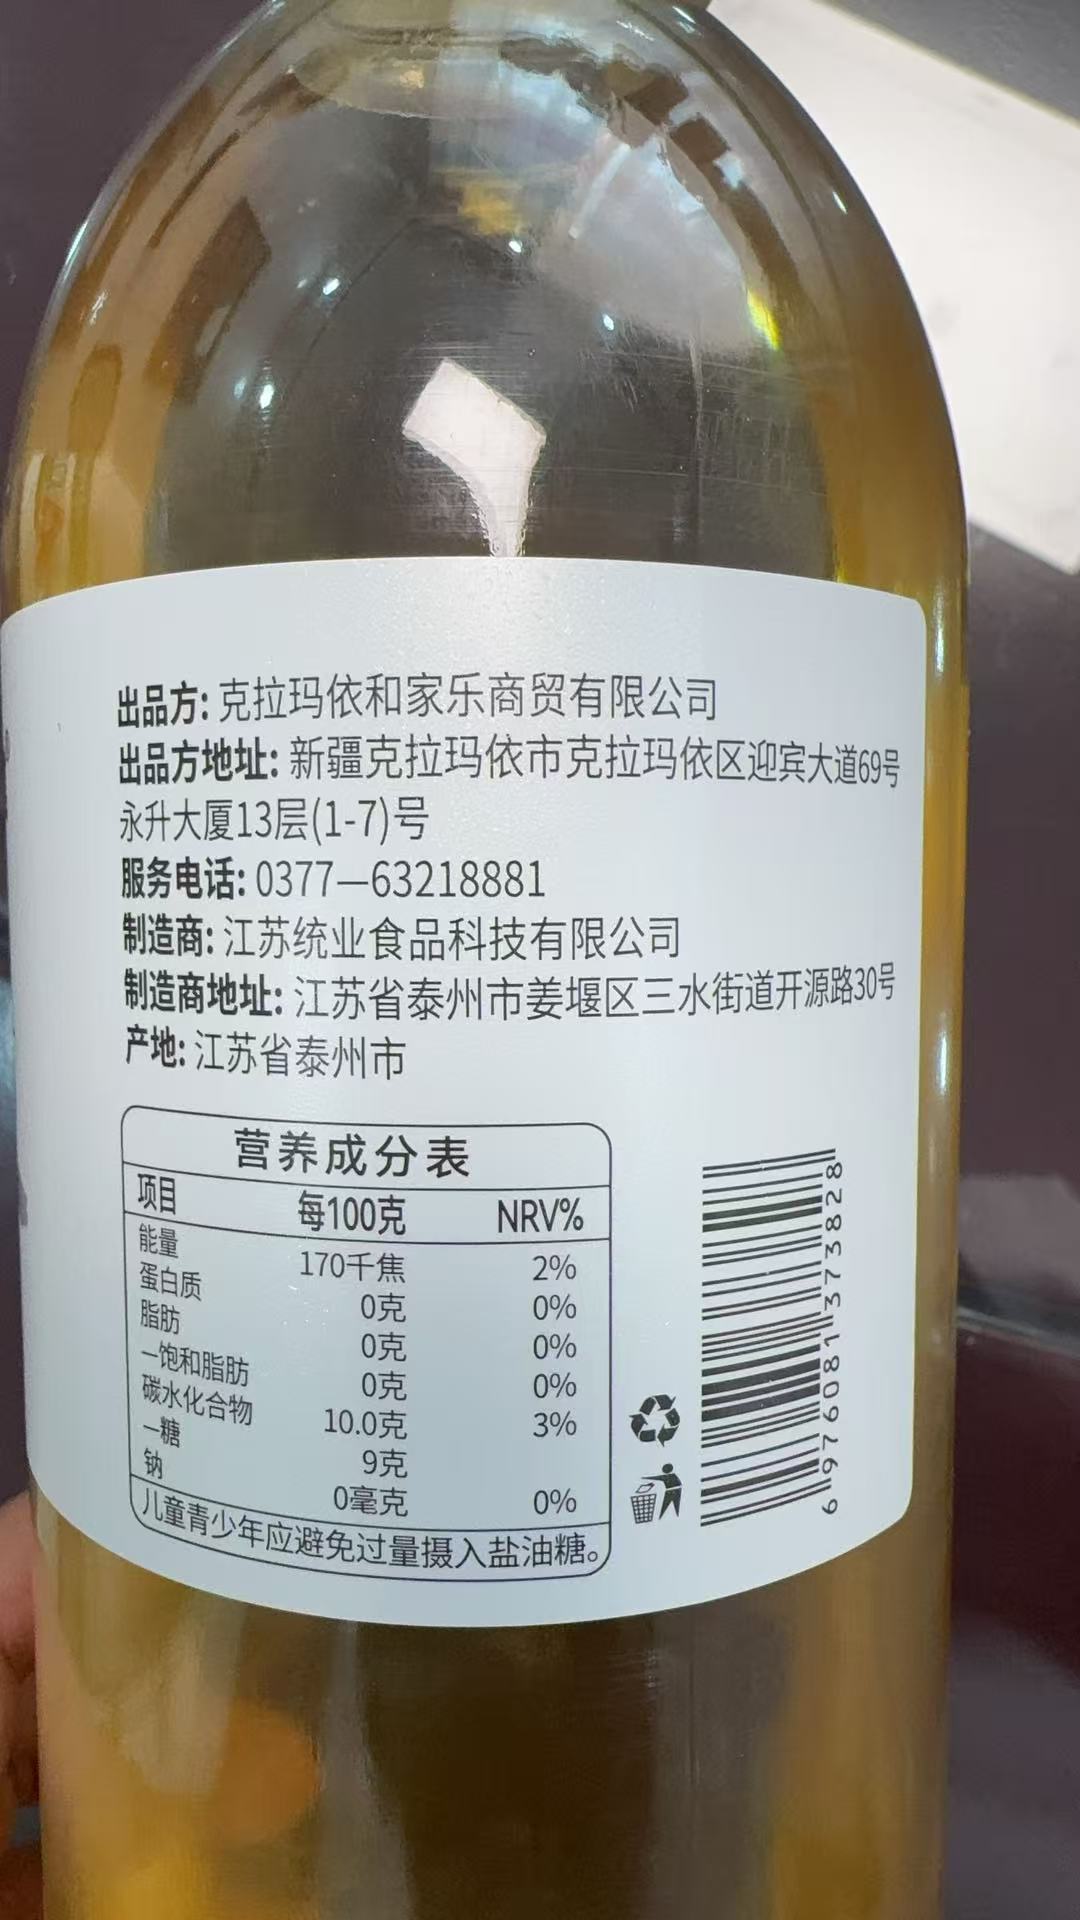 出品方: 克拉玛依和家乐商贸有限公司
出品方地址: 新疆克拉玛依市克拉玛依区迎宾大道69号
永升大厦13层(1-7)号
服务电话: 0377—63218881
制造商: 江苏统业食品科技有限公司
制造商地址: 江苏省泰州市姜堰区三水街道开源路30号
产地: 江苏省泰州市
营养成分表
项目 每100克 NRV%
能量 170千焦 2%
蛋白质 0克 0%
脂肪 0克 0%
—饱和脂肪 0克 0%
碳水化合物 10.0克 3%
—糖 9克
钠 0毫克 0%
儿童青少年应避免过量摄入盐油糖。
6976081373828